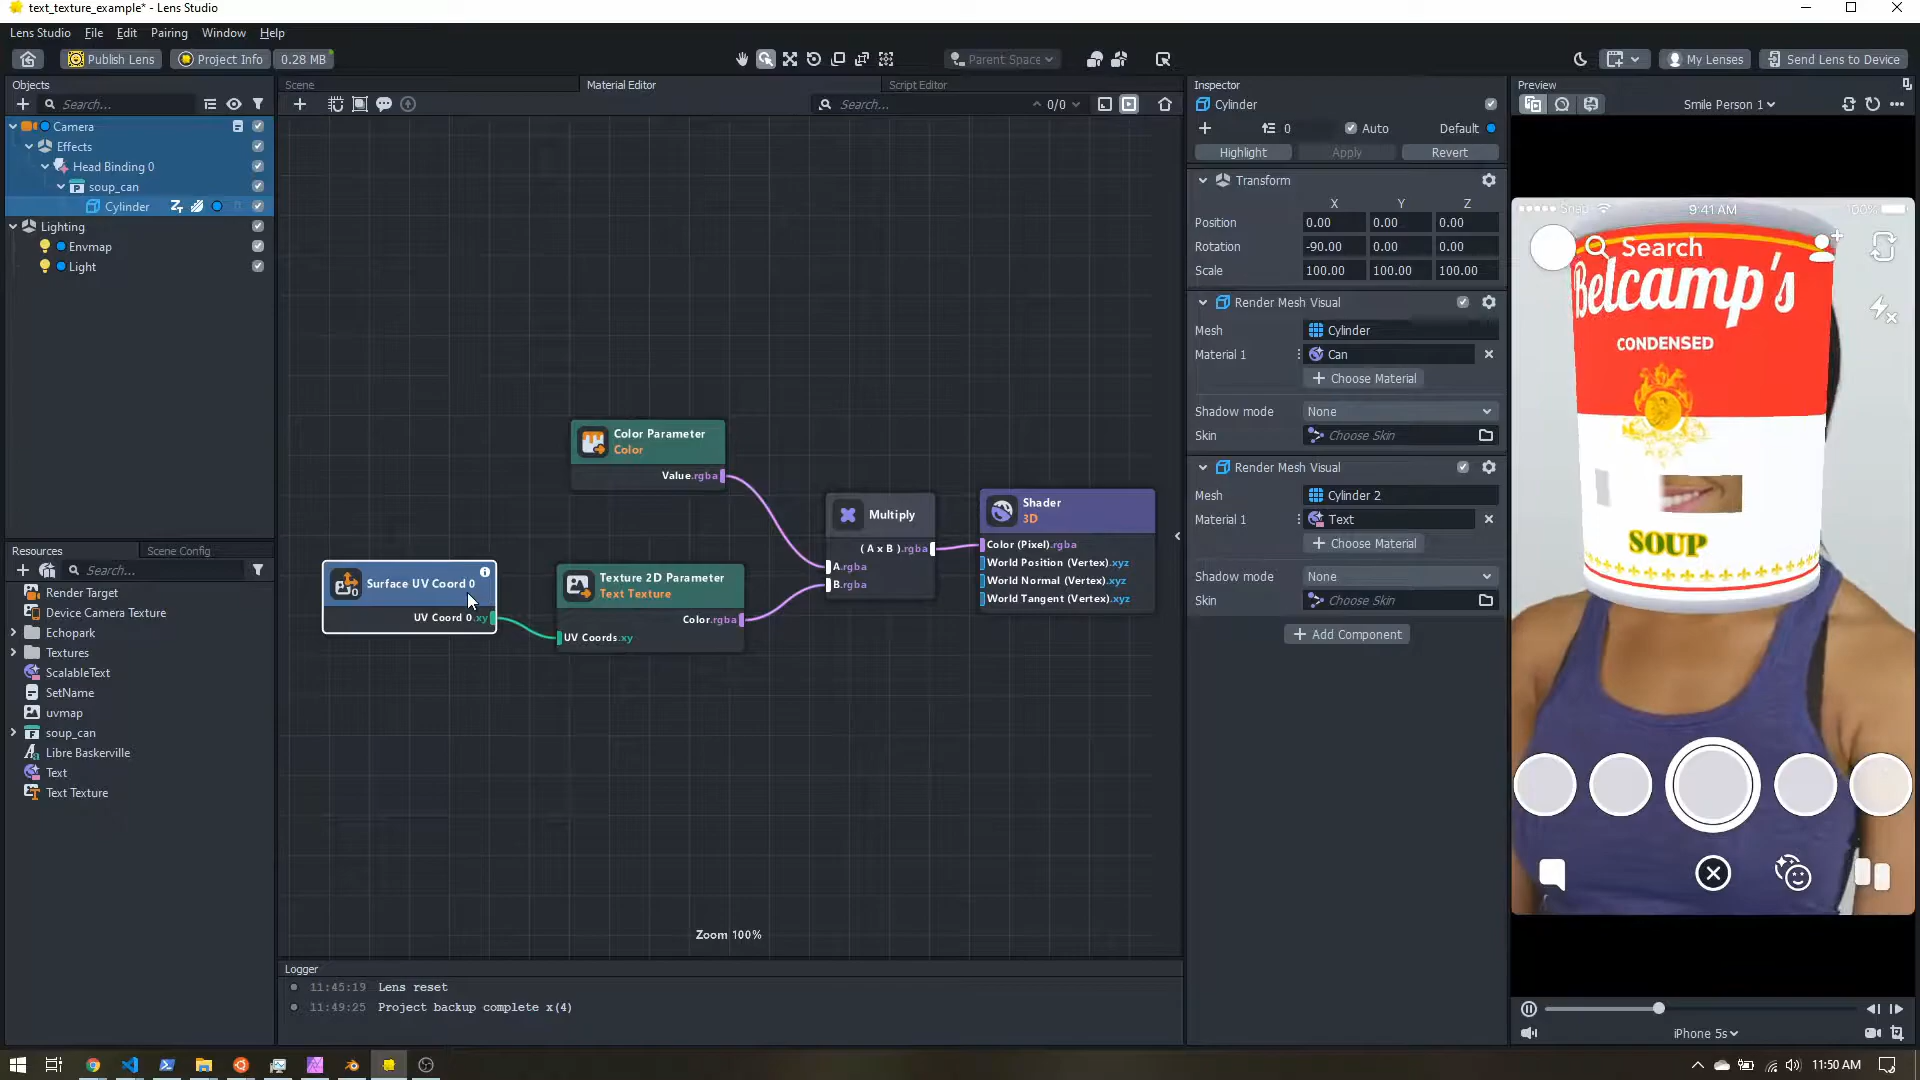 text_texture_example* - Lens Studio
Lens Studio File Edit Pairing Window Help
Publish Lens Project Info 0.28 MB Parent Space My Lenses Send Lens to Device
Objects
Search...
Camera
Effects
Head Binding 0
soup_can
Cylinder
Lighting
Envmap
Light
Resources Scene Config
Search...
Render Target
Device Camera Texture
Echopark
Textures
ScalableText
SetName
uvmap
soup_can
Libre Baskerville
Text
Text Texture
Scene Material Editor Script Editor
Search... 0/0
Color Parameter
Color
Value.rgba
Surface UV Coord 0
UV Coord 0.xy
Texture 2D Parameter
Text Texture
Color.rgba
UV Coords.xy
Multiply
( A x B ).rgba
A.rgba
B.rgba
Shader
3D
Color (Pixel).rgba
World Position (Vertex).xyz
World Normal (Vertex).xyz
World Tangent (Vertex).xyz
Zoom 100%
Logger
11:45:19 Lens reset
11:49:25 Project backup complete x(4)
Inspector
Cylinder
0 Auto Default
Highlight Apply Revert
Transform
X Y Z
Position 0.00 0.00 0.00
Rotation -90.00 0.00 0.00
Scale 100.00 100.00 100.00
Render Mesh Visual
Mesh Cylinder
Material 1 Can
Choose Material
Shadow mode None
Skin Choose Skin
Render Mesh Visual
Mesh Cylinder 2
Material 1 Text
Choose Material
Shadow mode None
Skin Choose Skin
Add Component
Preview
Smile Person 1
Snap 9:41 AM 100%
Search
Belcamp's
CONDENSED
SOUP
iPhone 5s
11:50 AM